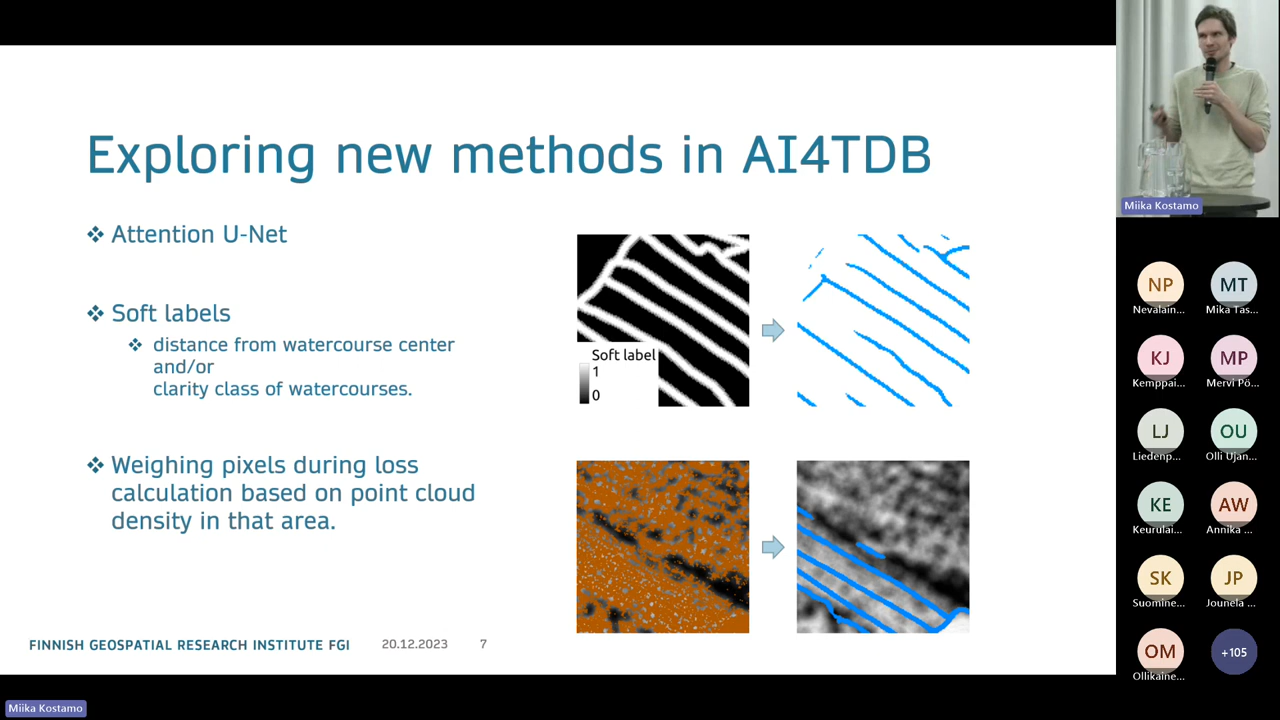 Exploring new methods in AI4TDB
❖ Attention U-Net
❖ Soft labels
❖ distance from watercourse center
and/or
clarity class of watercourses.
❖ Weighing pixels during loss
calculation based on point cloud
density in that area.
Soft label
1
0
FINNISH GEOSPATIAL RESEARCH INSTITUTE FGI
20.12.2023
7
Miika Kostamo
NP
Nevalain...
MT
Mika Tas...
KJ
Kemppai...
MP
Mervi Pö...
LJ
Liedenp...
OU
Olli Ujan...
KE
Keurulai...
AW
Annika ...
SK
Suomine...
JP
Jounela ...
OM
Ollikaine...
+105
Miika Kostamo